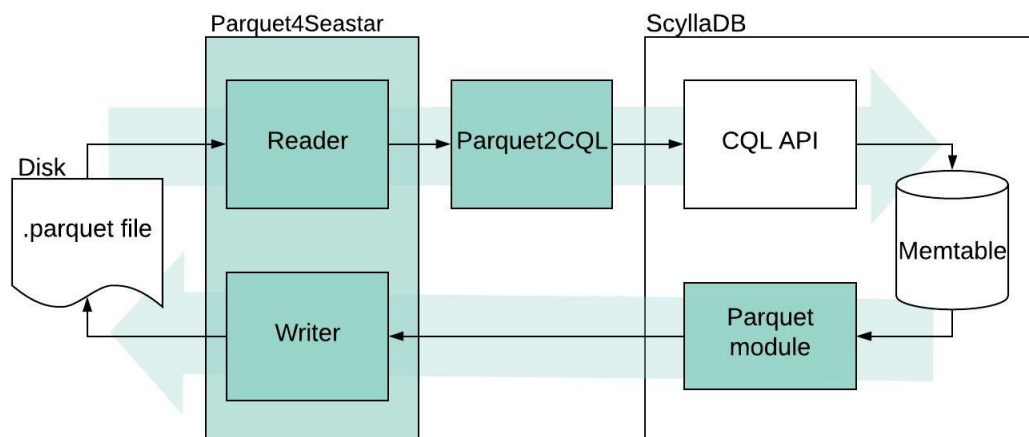 Parquet4Seastar
ScyllaDB
Reader
Parquet2CQL
CQL API
Disk
.parquet file
Memtable
Writer
Parquet
module